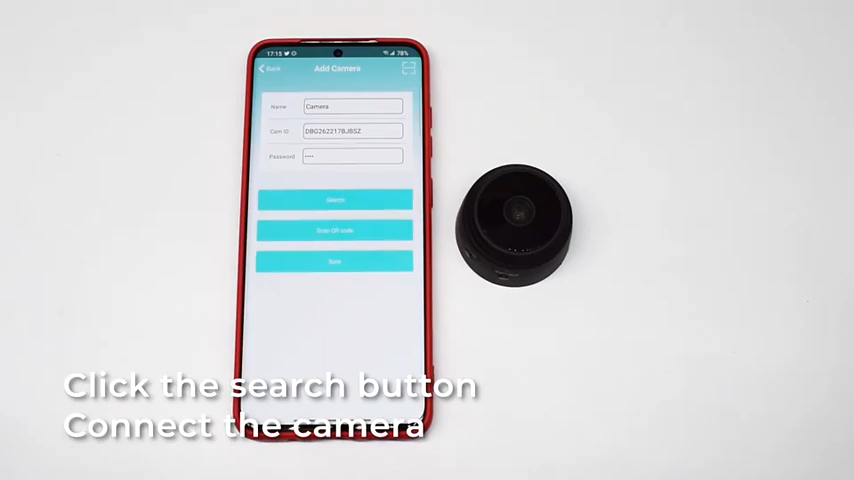 17:15
78%
Back
Add Camera
Name
Camera
Cam ID
DBG262217BJBSZ
Password
••••
Search
Scan QR code
Save
Click the search button
Connect the camera